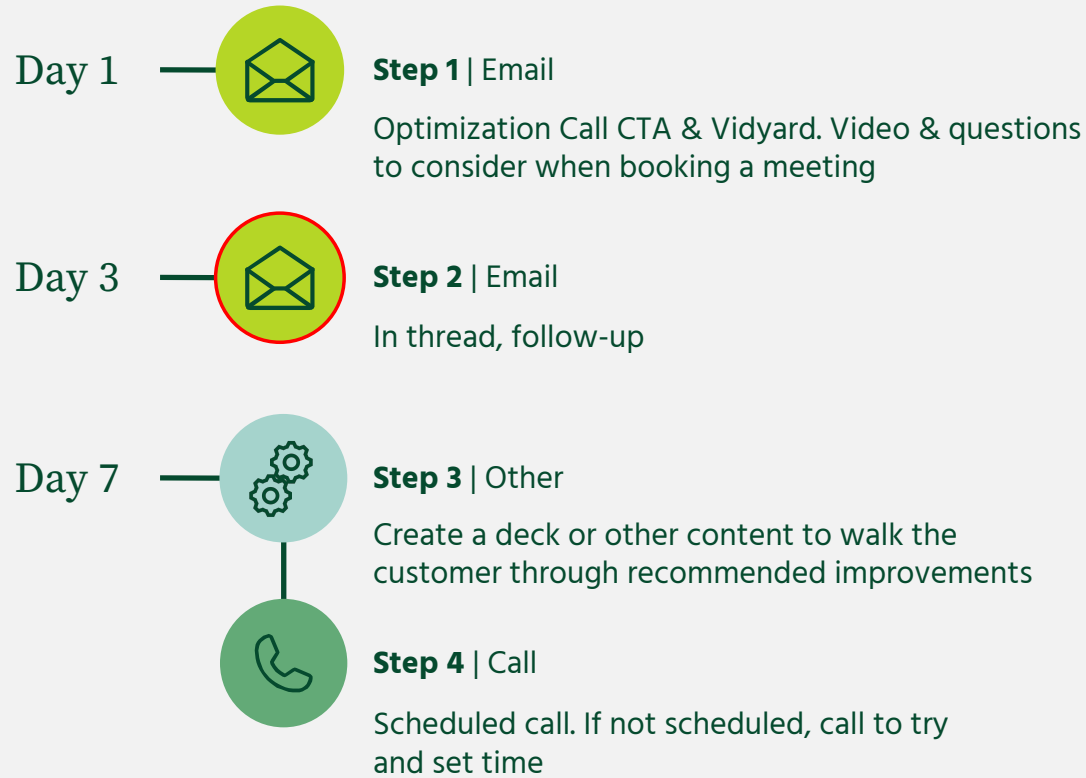 Day 1
Step 1 | Email
Optimization Call CTA & Vidyard. Video & questions
to consider when booking a meeting
Day 3
Step 2 | Email
In thread, follow-up
Day 7
Step 3 | Other
Create a deck or other content to walk the
customer through recommended improvements
Step 4 | Call
Scheduled call. If not scheduled, call to try
and set time